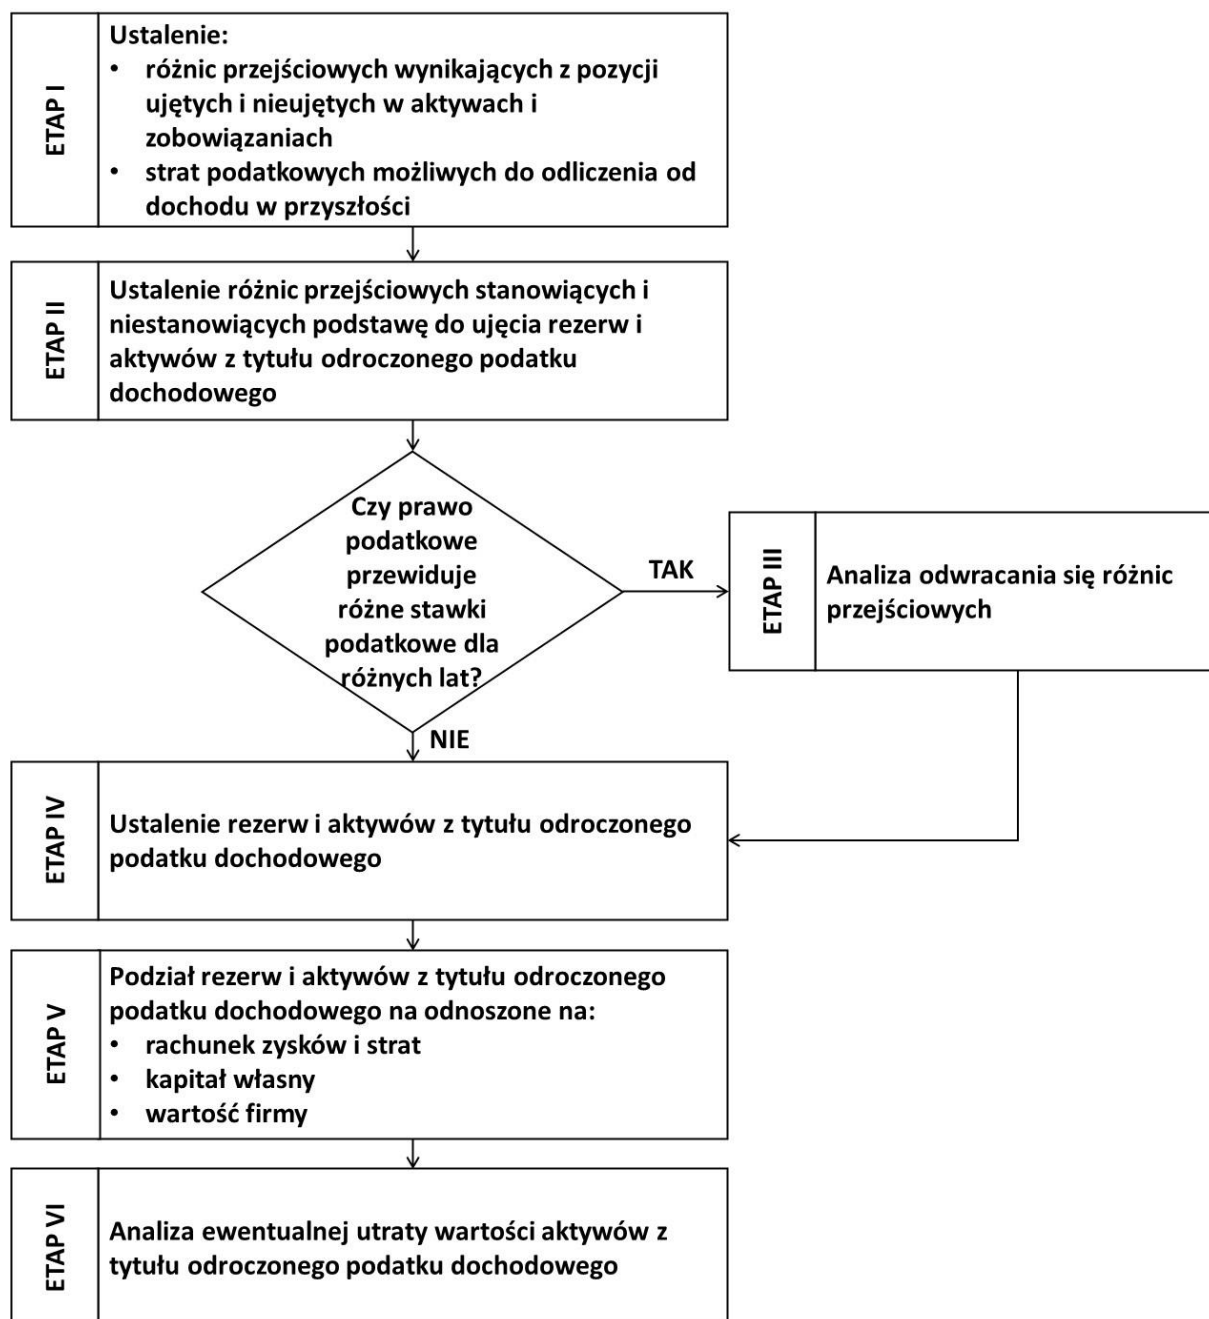 ETAP I
Ustalenie:
• różnic przejściowych wynikających z pozycji
ujętych i nieujętych w aktywach i
zobowiązaniach
• strat podatkowych możliwych do odliczenia od
dochodu w przyszłości
ETAP II
Ustalenie różnic przejściowych stanowiących i
niestanowiących podstawę do ujęcia rezerw i
aktywów z tytułu odroczonego podatku
dochodowego
Czy prawo
podatkowe
przewiduje
różne stawki
podatkowe dla
różnych lat?
TAK
ETAP III
Analiza odwracania się różnic
przejściowych
NIE
ETAP IV
Ustalenie rezerw i aktywów z tytułu odroczonego
podatku dochodowego
ETAP V
Podział rezerw i aktywów z tytułu odroczonego
podatku dochodowego na odnoszone na:
• rachunek zysków i strat
• kapitał własny
• wartość firmy
ETAP VI
Analiza ewentualnej utraty wartości aktywów z
tytułu odroczonego podatku dochodowego